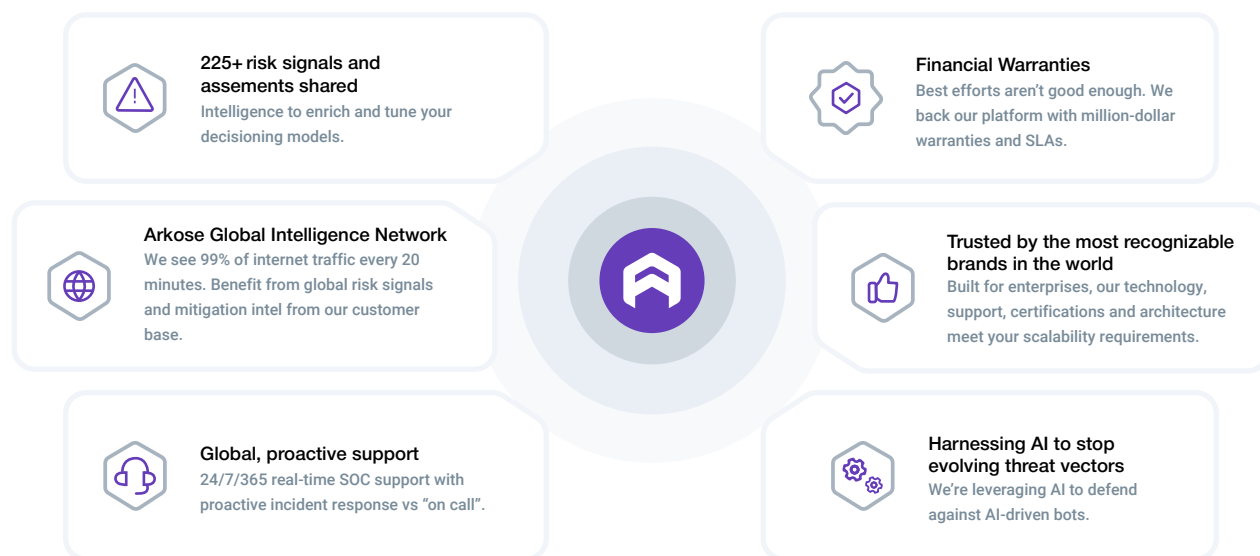 225+ risk signals and
assements shared
Intelligence to enrich and tune your
decisioning models.
Financial Warranties
Best efforts aren’t good enough. We
back our platform with million-dollar
warranties and SLAs.
Arkose Global Intelligence Network
We see 99% of internet traffic every 20
minutes. Benefit from global risk signals
and mitigation intel from our customer
base.
Trusted by the most recognizable
brands in the world
Built for enterprises, our technology,
support, certifications and architecture
meet your scalability requirements.
Global, proactive support
24/7/365 real-time SOC support with
proactive incident response vs “on call”.
Harnessing AI to stop
evolving threat vectors
We’re leveraging AI to defend
against AI-driven bots.